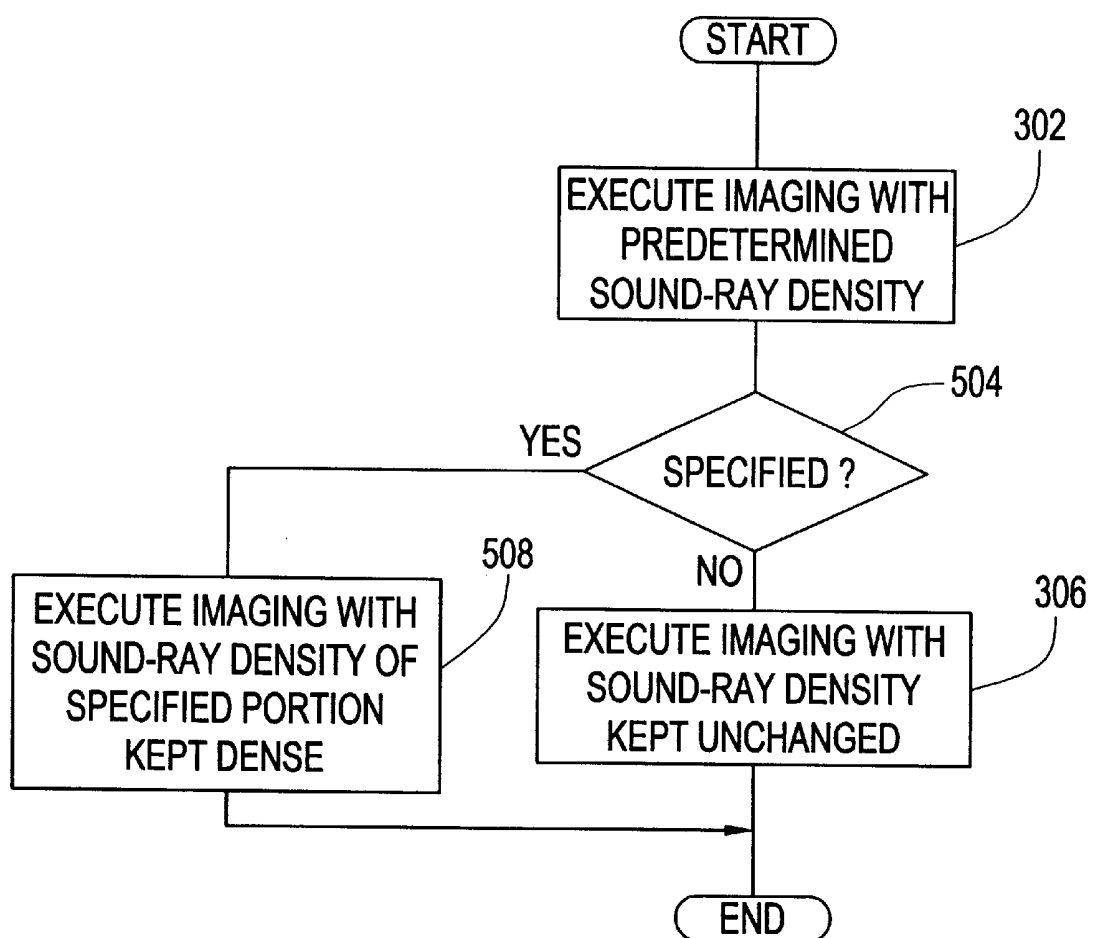 START
302
EXECUTE IMAGING WITH
PREDETERMINED
SOUND-RAY DENSITY
504
YES
SPECIFIED ?
NO
508
EXECUTE IMAGING WITH
SOUND-RAY DENSITY OF
SPECIFIED PORTION
KEPT DENSE
306
EXECUTE IMAGING WITH
SOUND-RAY DENSITY
KEPT UNCHANGED
END